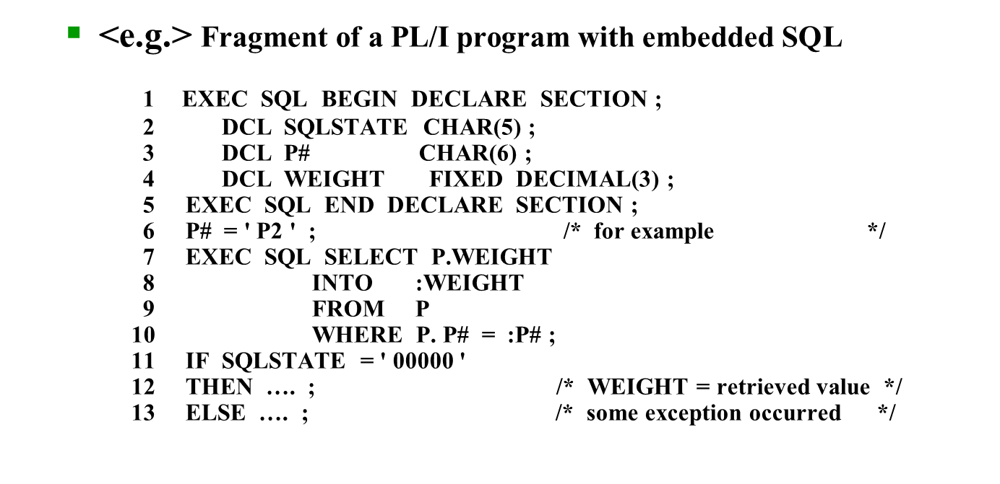 <e.g.> Fragment of a PL/I program with embedded SQL
1 EXEC SQL BEGIN DECLARE SECTION ;
2 DCL SQLSTATE CHAR(5) ;
3 DCL P# CHAR(6) ;
4 DCL WEIGHT FIXED DECIMAL(3) ;
5 EXEC SQL END DECLARE SECTION ;
6 P# = ' P2 ' ; /* for example */
7 EXEC SQL SELECT P.WEIGHT
8 INTO :WEIGHT
9 FROM P
10 WHERE P. P# = :P# ;
11 IF SQLSTATE = ' 00000 '
12 THEN …. ; /* WEIGHT = retrieved value */
13 ELSE …. ; /* some exception occurred */